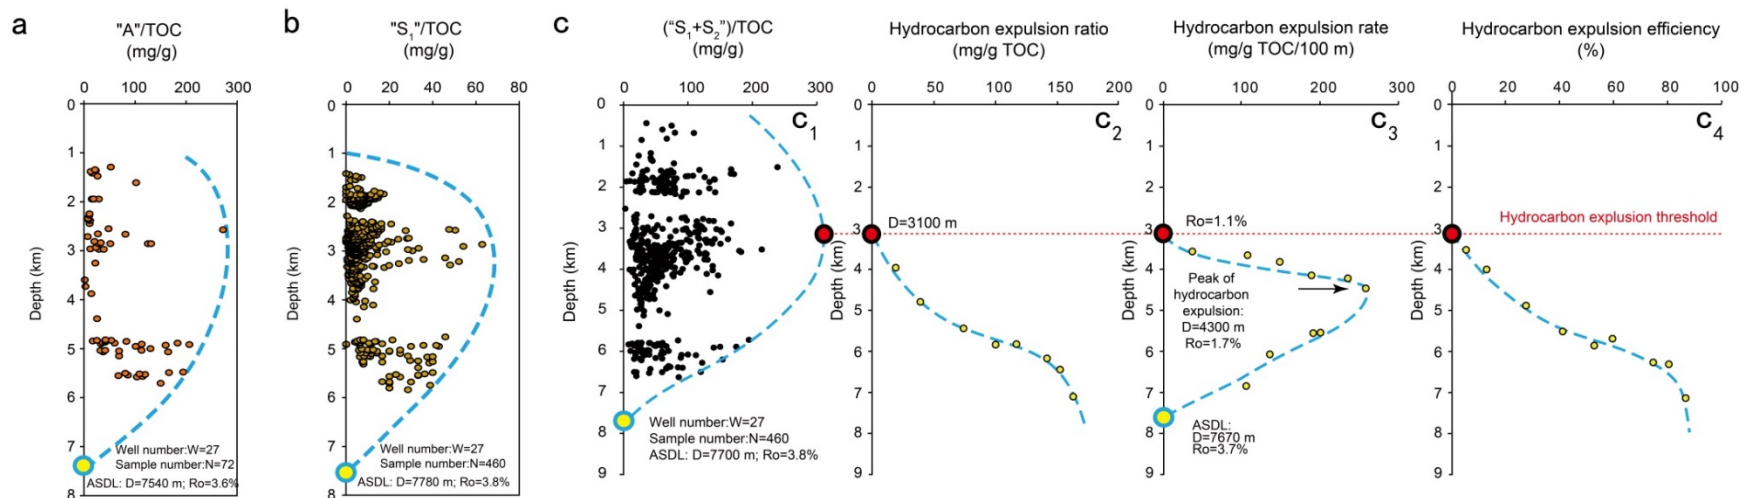 a
"A"/TOC
(mg/g)
0 100 200 300
0
1
2
3
4
5
6
7
8
Depth (km)
Well number:W=27
Sample number:N=72
ASDL: D=7540 m; Ro=3.6%
b
"S1"/TOC
(mg/g)
0 20 40 60 80
0
1
2
3
4
5
6
7
8
Depth (km)
Well number:W=27
Sample number:N=460
ASDL: D=7780 m; Ro=3.8%
c
("S1+S2")/TOC
(mg/g)
0 100 200 300
0
1
2
3
4
5
6
7
8
9
Depth (km)
C1
Well number:W=27
Sample number:N=460
ASDL: D=7700 m; Ro=3.8%
Hydrocarbon expulsion ratio
(mg/g TOC)
0 50 100 150 200
0
1
2
3
4
5
6
7
8
9
Depth (km)
C2
D=3100 m
Hydrocarbon expulsion rate
(mg/g TOC/100 m)
0 100 200 300
0
1
2
3
4
5
6
7
8
9
Depth (km)
C3
Ro=1.1%
Peak of
hydrocarbon
expulsion:
D=4300 m
Ro=1.7%
ASDL:
D=7670 m
Ro=3.7%
Hydrocarbon expulsion efficiency
(%)
0 20 40 60 80 100
0
1
2
3
4
5
6
7
8
9
Depth (km)
C4
Hydrocarbon explusion threshold